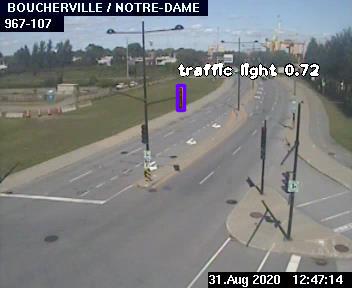 BOUCHERVILLE / NOTRE-DAME
967-107
traffic light 0.72
31.Aug 2020 12:47:14